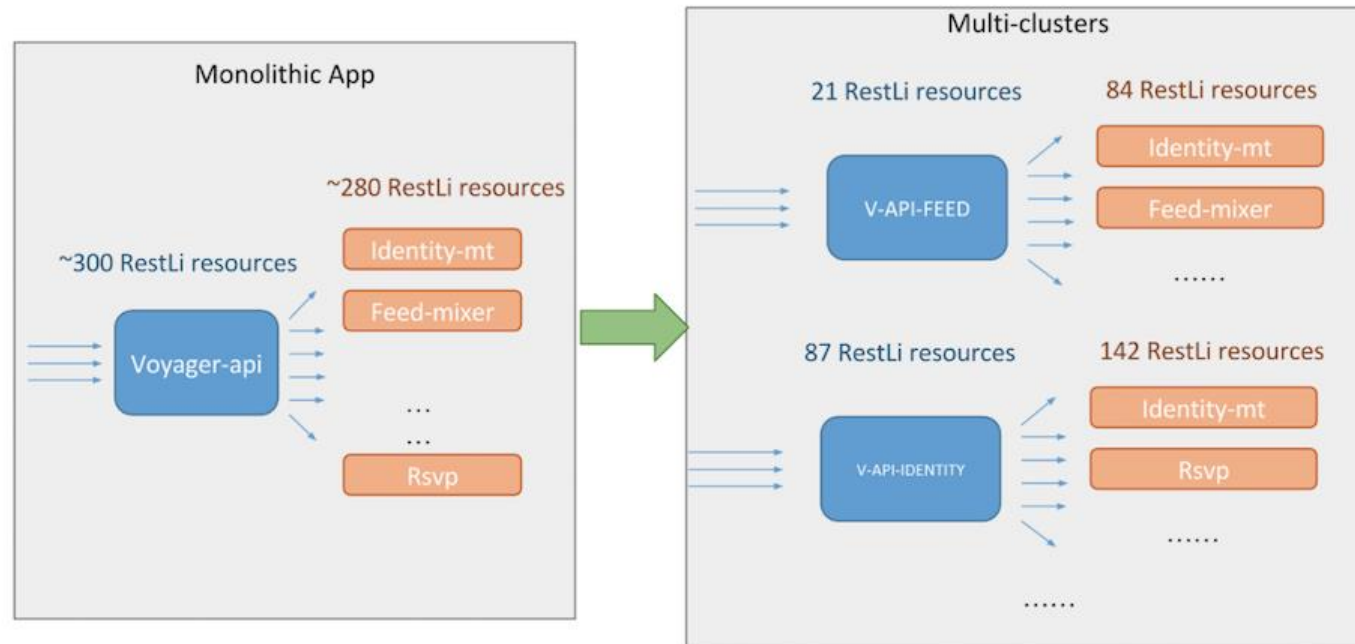 Monolithic App
~280 RestLi resources
~300 RestLi resources
Identity-mt
Feed-mixer
Voyager-api
...
...
Rsvp
Multi-clusters
21 RestLi resources
84 RestLi resources
V-API-FEED
Identity-mt
Feed-mixer
......
87 RestLi resources
142 RestLi resources
V-API-IDENTITY
Identity-mt
Rsvp
......
......